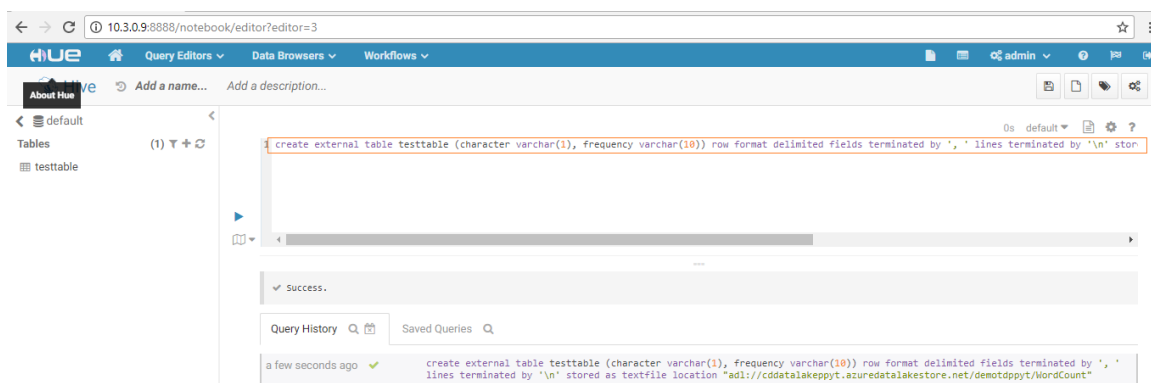 10.3.0.9:8888/notebook/editor?editor=3
HUE Query Editors Data Browsers Workflows admin
Hive Add a name... Add a description...
About Hue
default
0s default
Tables (1)
1 create external table testtable (character varchar(1), frequency varchar(10)) row format delimited fields terminated by ', ' lines terminated by '\n' stor
testtable
Success.
Query History Saved Queries
a few seconds ago create external table testtable (character varchar(1), frequency varchar(10)) row format delimited fields terminated by ', '
lines terminated by '\n' stored as textfile location "adl://cddatalakeppyt.azuredatalakestore.net/demotdppyt/WordCount"